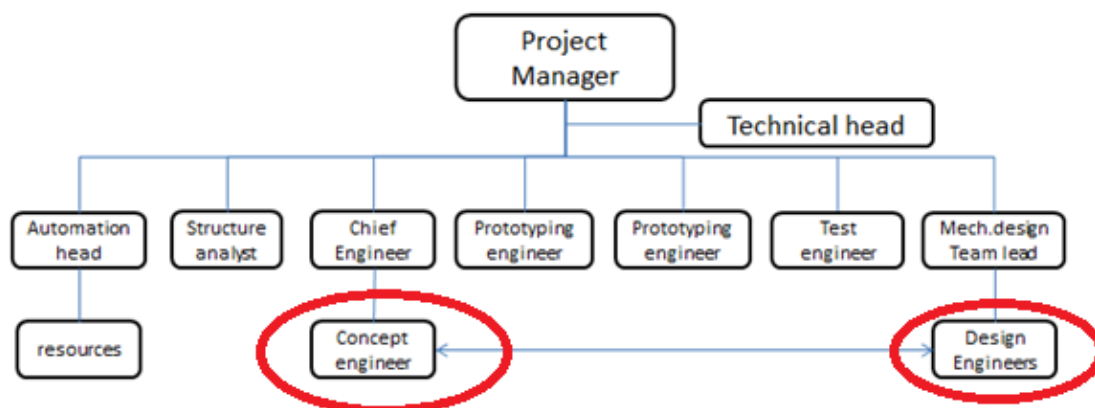 Project
Manager
Technical head
Automation
head
Structure
analyst
Chief
Engineer
Prototyping
engineer
Prototyping
engineer
Test
engineer
Mech.design
Team lead
resources
Concept
engineer
Design
Engineers